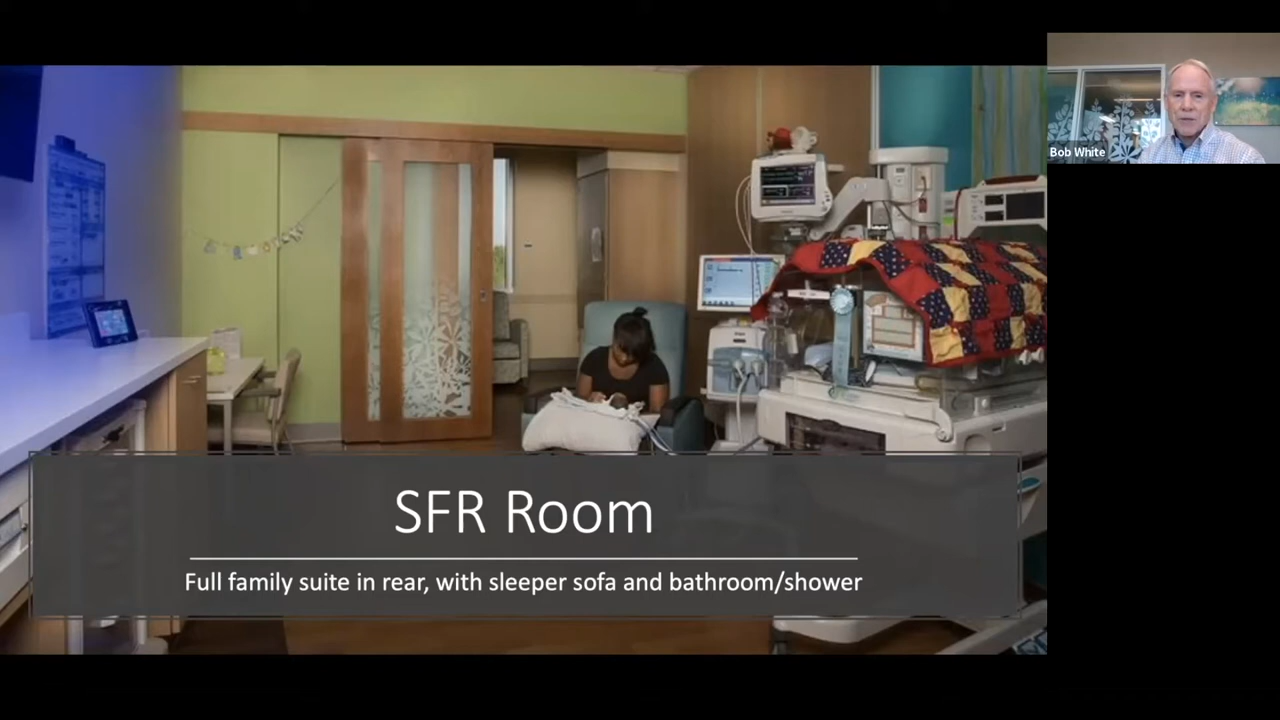 Bob White
SFR Room
Full family suite in rear, with sleeper sofa and bathroom/shower